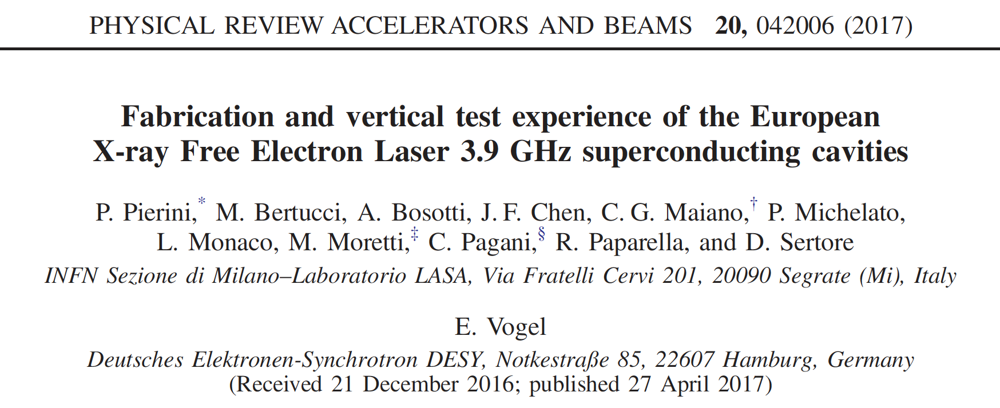 PHYSICAL REVIEW ACCELERATORS AND BEAMS 20, 042006 (2017)
Fabrication and vertical test experience of the European
X-ray Free Electron Laser 3.9 GHz superconducting cavities
P. Pierini,* M. Bertucci, A. Bosotti, J. F. Chen, C. G. Maiano,† P. Michelato,
L. Monaco, M. Moretti,‡ C. Pagani,§ R. Paparella, and D. Sertore
INFN Sezione di Milano–Laboratorio LASA, Via Fratelli Cervi 201, 20090 Segrate (Mi), Italy
E. Vogel
Deutsches Elektronen-Synchrotron DESY, Notkestraße 85, 22607 Hamburg, Germany
(Received 21 December 2016; published 27 April 2017)